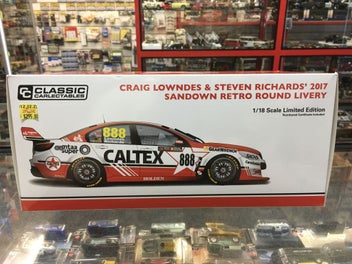 CLASSIC
CARLECTABLES
CRAIG LOWNDES & STEVEN RICHARDS' 2017
SANDOWN RETRO ROUND LIVERY
1/18 Scale Limited Edition
888
CALTEX
888
HOLDEN